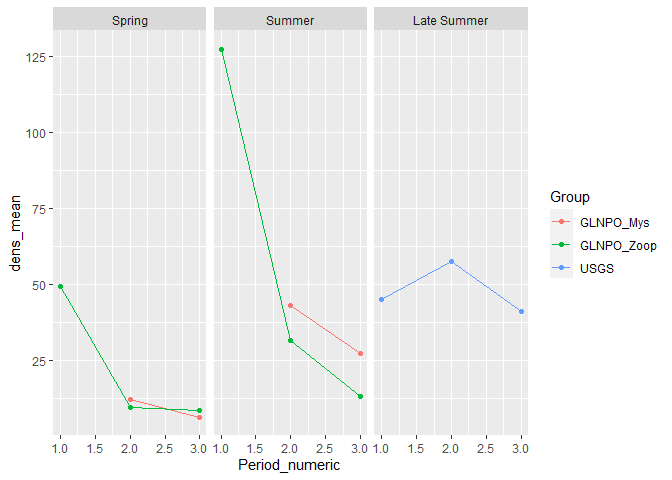 Spring Summer Late Summer
125
100
75
50
25
dens_mean
1.0 1.5 2.0 2.5 3.0 1.0 1.5 2.0 2.5 3.0 1.0 1.5 2.0 2.5 3.0
Period_numeric
Group
GLNPO_Mys
GLNPO_Zoop
USGS